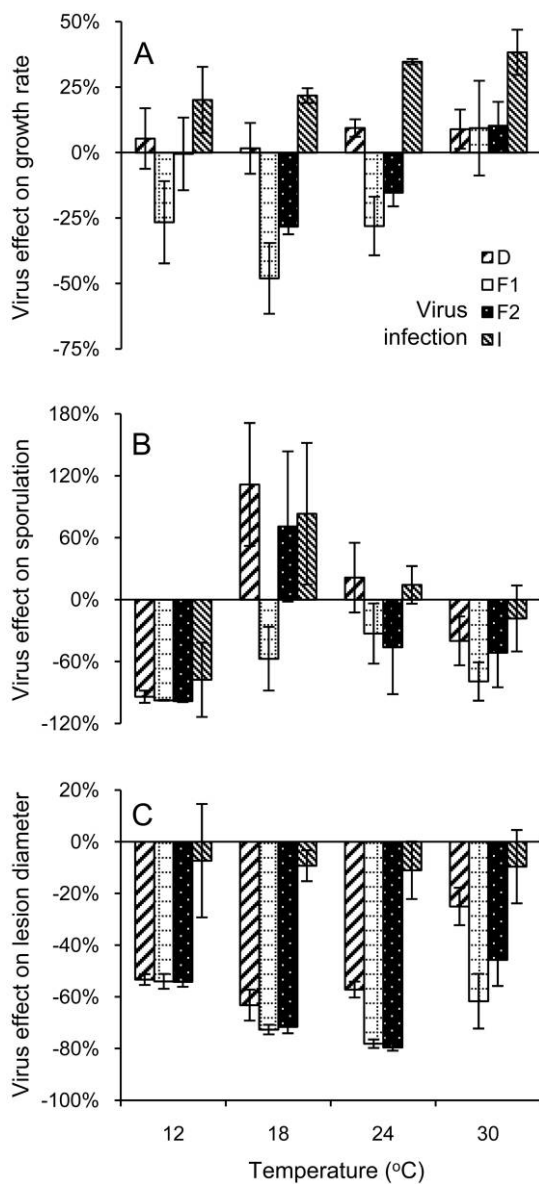 50%
25%
0%
-25%
-50%
-75%
Virus effect on growth rate
A
Virus
infection
D
F1
F2
I
180%
120%
60%
0%
-60%
-120%
Virus effect on sporulation
B
20%
0%
-20%
-40%
-60%
-80%
-100%
Virus effect on lesion diameter
C
12 18 24 30
Temperature (°C)